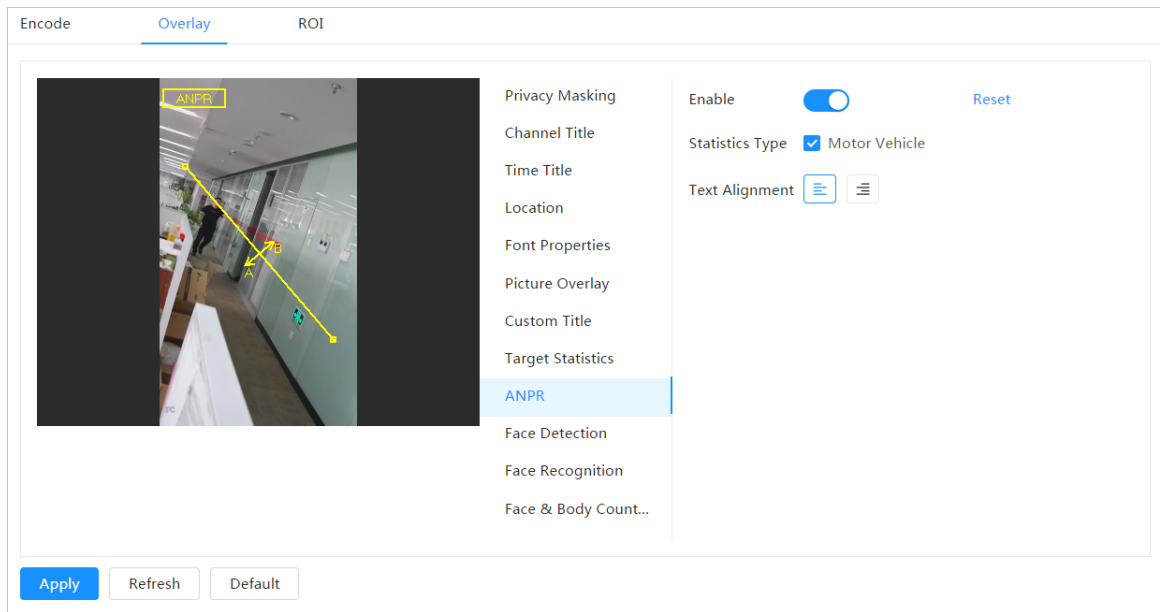 Encode Overlay ROI
ANPR
B
A
Privacy Masking
Channel Title
Time Title
Location
Font Properties
Picture Overlay
Custom Title
Target Statistics
ANPR
Face Detection
Face Recognition
Face & Body Count...
Enable Reset
Statistics Type Motor Vehicle
Text Alignment
Apply Refresh Default